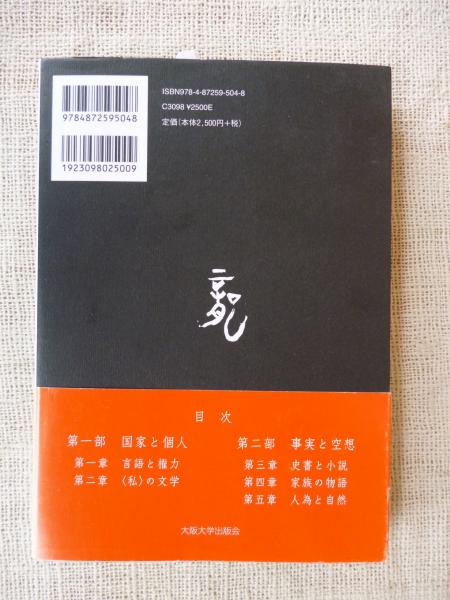 ISBN978-4-87259-504-8
C3098 ¥2500E
定価(本体2,500円+税)
9784872595048
1923098025009
目次
第一部 国家と個人
第一章 言語と権力
第二章 〈私〉の文学
第二部 事実と空想
第三章 史書と小説
第四章 家族の物語
第五章 人為と自然
大阪大学出版会